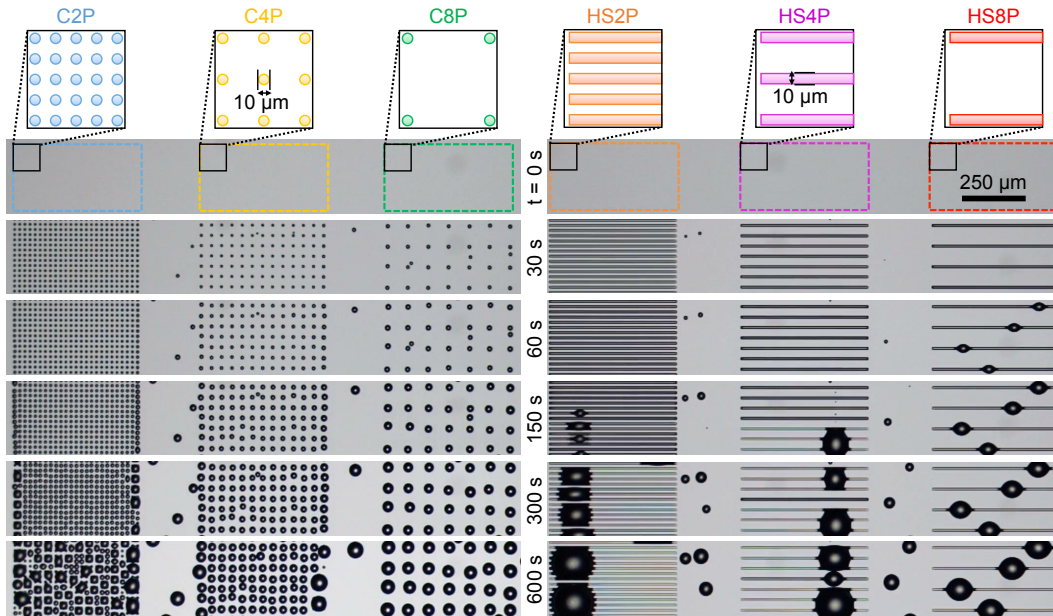 C2P
C4P
C8P
HS2P
HS4P
HS8P
10 µm
10 µm
t = 0 s
250 µm
30 s
60 s
150 s
300 s
600 s